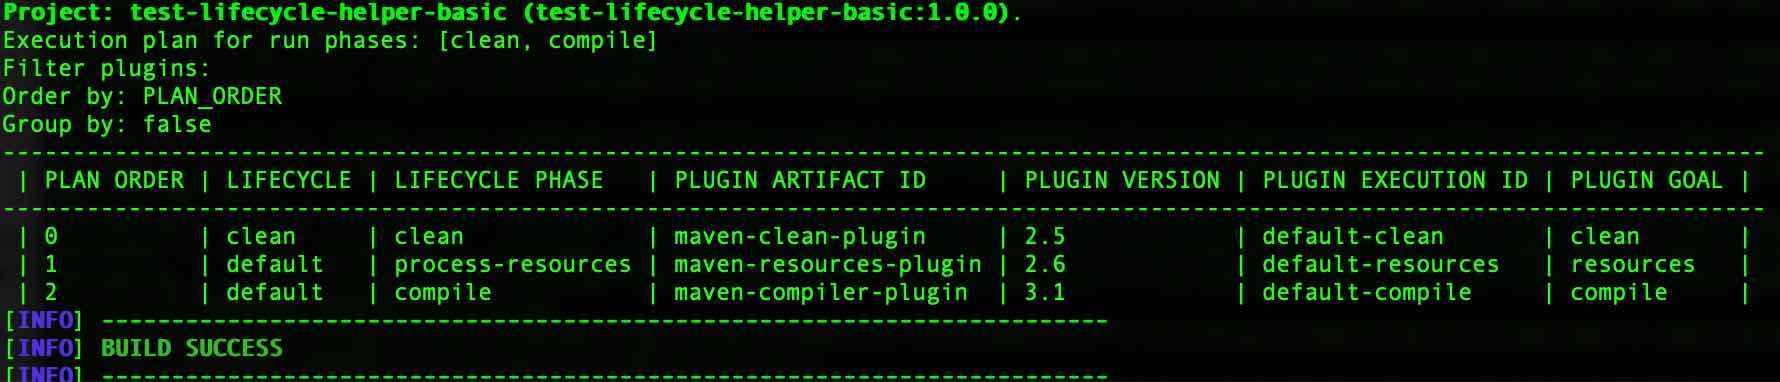 Project: test-lifecycle-helper-basic (test-lifecycle-helper-basic:1.0.0).
Execution plan for run phases: [clean, compile]
Filter plugins:
Order by: PLAN_ORDER
Group by: false
------------------------------------------------------------------------------------------------------------------------------
| PLAN ORDER | LIFECYCLE | LIFECYCLE PHASE   | PLUGIN ARTIFACT ID     | PLUGIN VERSION | PLUGIN EXECUTION ID | PLUGIN GOAL |
------------------------------------------------------------------------------------------------------------------------------
| 0          | clean     | clean             | maven-clean-plugin     | 2.5            | default-clean       | clean       |
| 1          | default   | process-resources | maven-resources-plugin | 2.6            | default-resources   | resources   |
| 2          | default   | compile           | maven-compiler-plugin  | 3.1            | default-compile     | compile     |
[INFO] ------------------------------------------------------------------------
[INFO] BUILD SUCCESS
[INFO] ------------------------------------------------------------------------